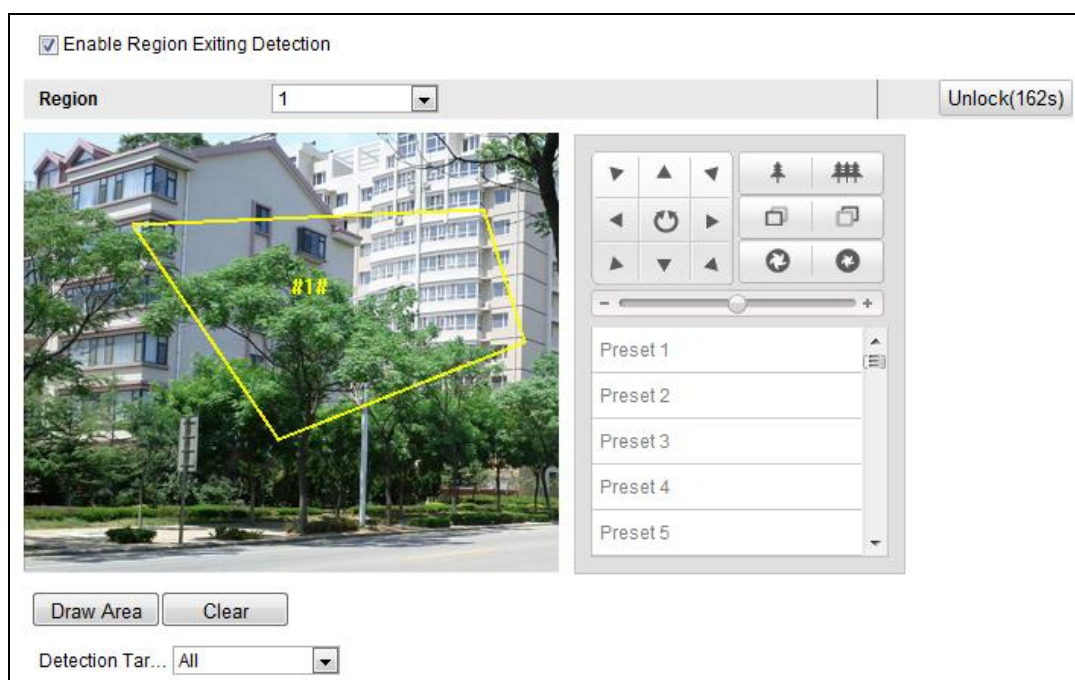 Enable Region Exiting Detection
Region 1 Unlock(162s)
#1#
Preset 1
Preset 2
Preset 3
Preset 4
Preset 5
Draw Area Clear
Detection Tar... All